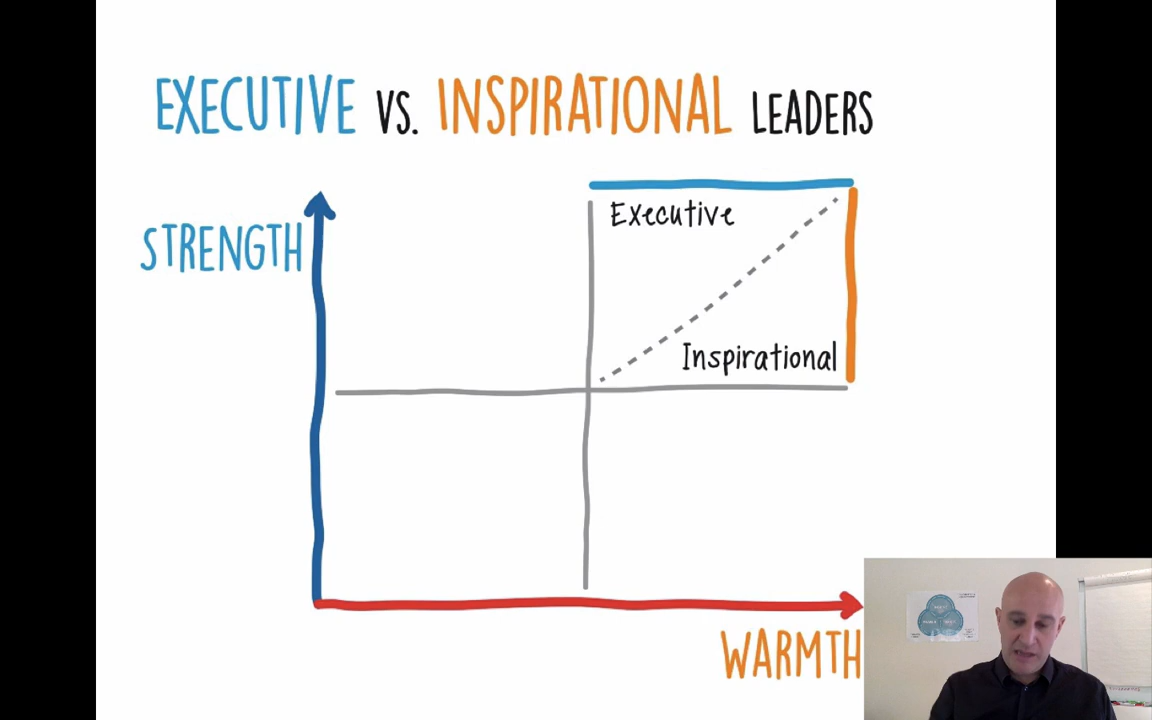 EXECUTIVE VS. INSPIRATIONAL LEADERS
STRENGTH
Executive
Inspirational
WARMTH